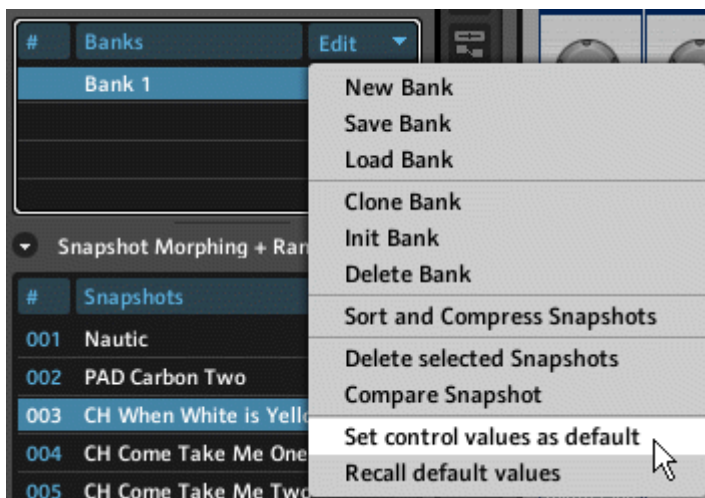 # Banks Edit
Bank 1
New Bank
Save Bank
Load Bank
Clone Bank
Init Bank
Delete Bank
Sort and Compress Snapshots
Delete selected Snapshots
Compare Snapshot
Set control values as default
Recall default values
Snapshot Morphing + Ran
# Snapshots
001 Nautic
002 PAD Carbon Two
003 CH When White is Yell
004 CH Come Take Me One
005 CH Come Take Me Two